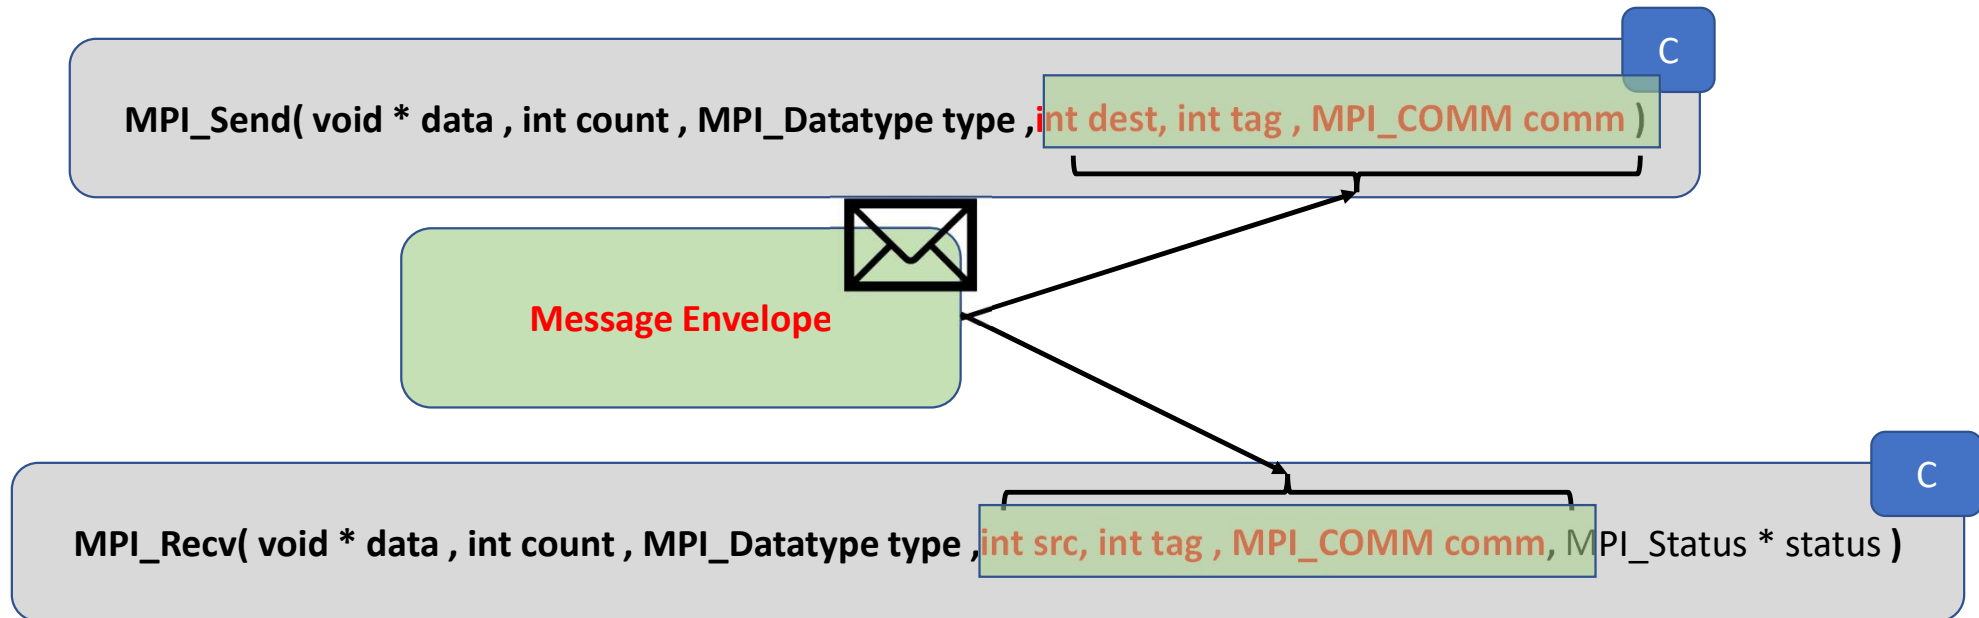 C
MPI_Send( void * data , int count , MPI_Datatype type ,int dest, int tag , MPI_COMM comm )
Message Envelope
C
MPI_Recv( void * data , int count , MPI_Datatype type ,int src, int tag , MPI_COMM comm, MPI_Status * status )